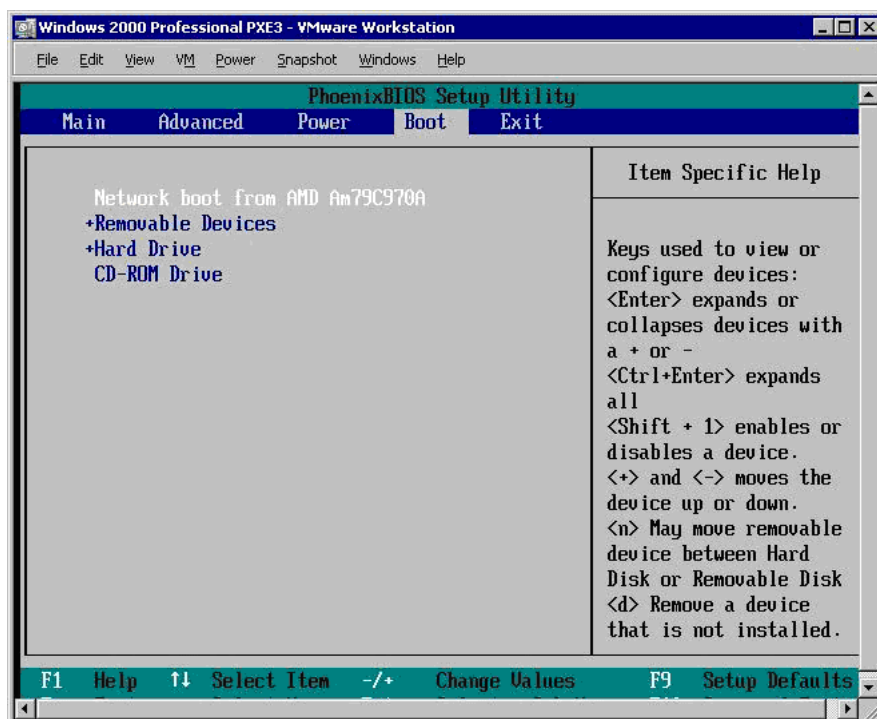 Windows 2000 Professional PXE3 - VMware Workstation
File Edit View VM Power Snapshot Windows Help
PhoenixBIOS Setup Utility
Main Advanced Power Boot Exit
Network boot from AMD Am79C970A
+Removable Devices
+Hard Drive
CD-ROM Drive
Item Specific Help
Keys used to view or
configure devices:
<Enter> expands or
collapses devices with
a + or -
<Ctrl+Enter> expands
all
<Shift + 1> enables or
disables a device.
<+> and <-> moves the
device up or down.
<n> May move removable
device between Hard
Disk or Removable Disk
<d> Remove a device
that is not installed.
F1 Help ↑↓ Select Item -/+ Change Values F9 Setup Defaults